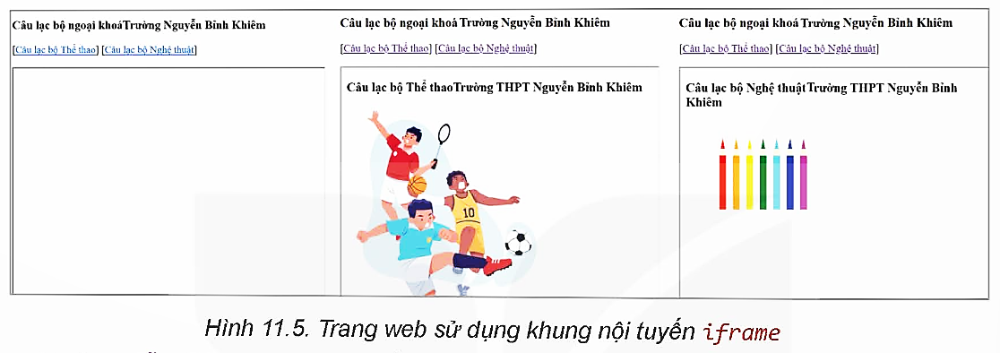 Câu lạc bộ ngoại khoáTrường Nguyễn Bỉnh Khiêm
[Câu lạc bộ Thể thao] [Câu lạc bộ Nghệ thuật]
Câu lạc bộ ngoại khoá Trường Nguyễn Bỉnh Khiêm
[Câu lạc bộ Thể thao] [Câu lạc bộ Nghệ thuật]
Câu lạc bộ Thể thaoTrường THPT Nguyễn Bỉnh Khiêm
10
Câu lạc bộ ngoại khoá Trường Nguyễn Bỉnh Khiêm
[Câu lạc bộ Thể thao] [Câu lạc bộ Nghệ thuật]
Câu lạc bộ Nghệ thuậtTrường THPT Nguyễn Bỉnh
Khiêm
Hình 11.5. Trang web sử dụng khung nội tuyến iframe